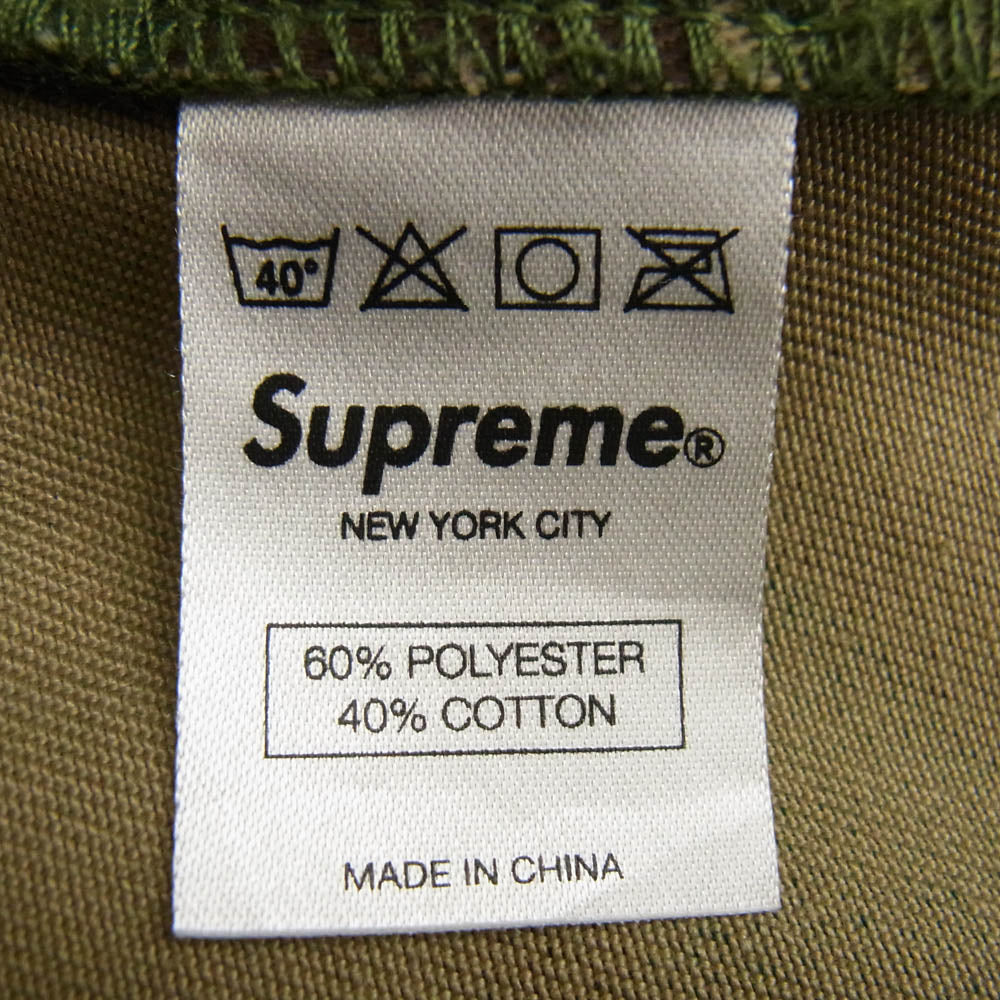 40°
Supreme®
NEW YORK CITY
60% POLYESTER
40% COTTON
MADE IN CHINA